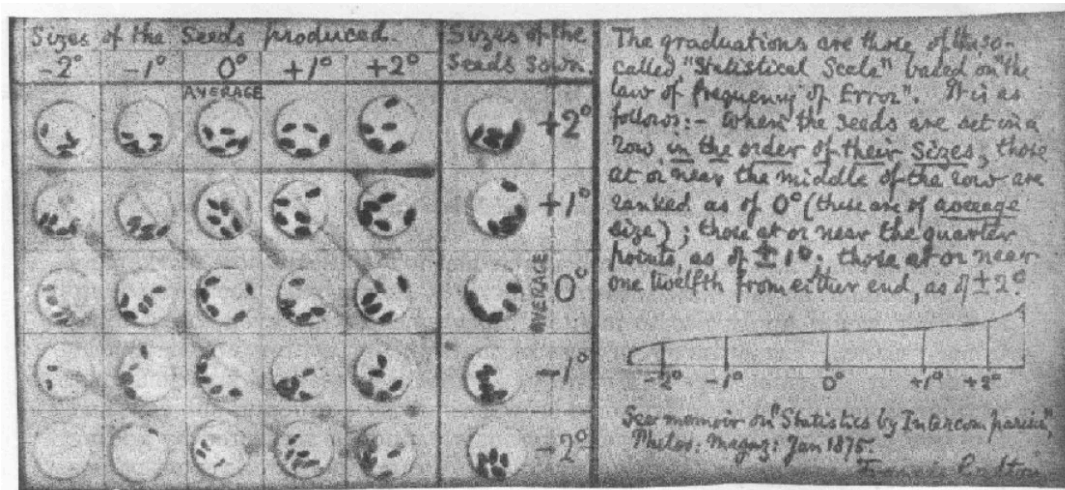 Sizes of the Seeds produced.
-2° -1° 0° +1° +2°
AVERAGE
Sizes of the
Seeds Sown.
+2°
+1°
0°
AVERAGE
-1°
-2°
The graduations are those of the so-
called "Statistical Scale" based on "the
law of frequency of Error". It is as
follows:- Where the seeds are set in a
row in the order of their Sizes, those
at or near the middle of the row are
ranked as of 0° (these are of average
size); those at or near the quarter
points, as of ±1°. those at or near
one twelfth from either end, as of ±2°.
-2° -1° 0° +1° +2°
See memoir on "Statistics by Intercomparison",
Philos. Magaz: Jan 1875.
Francis Galton